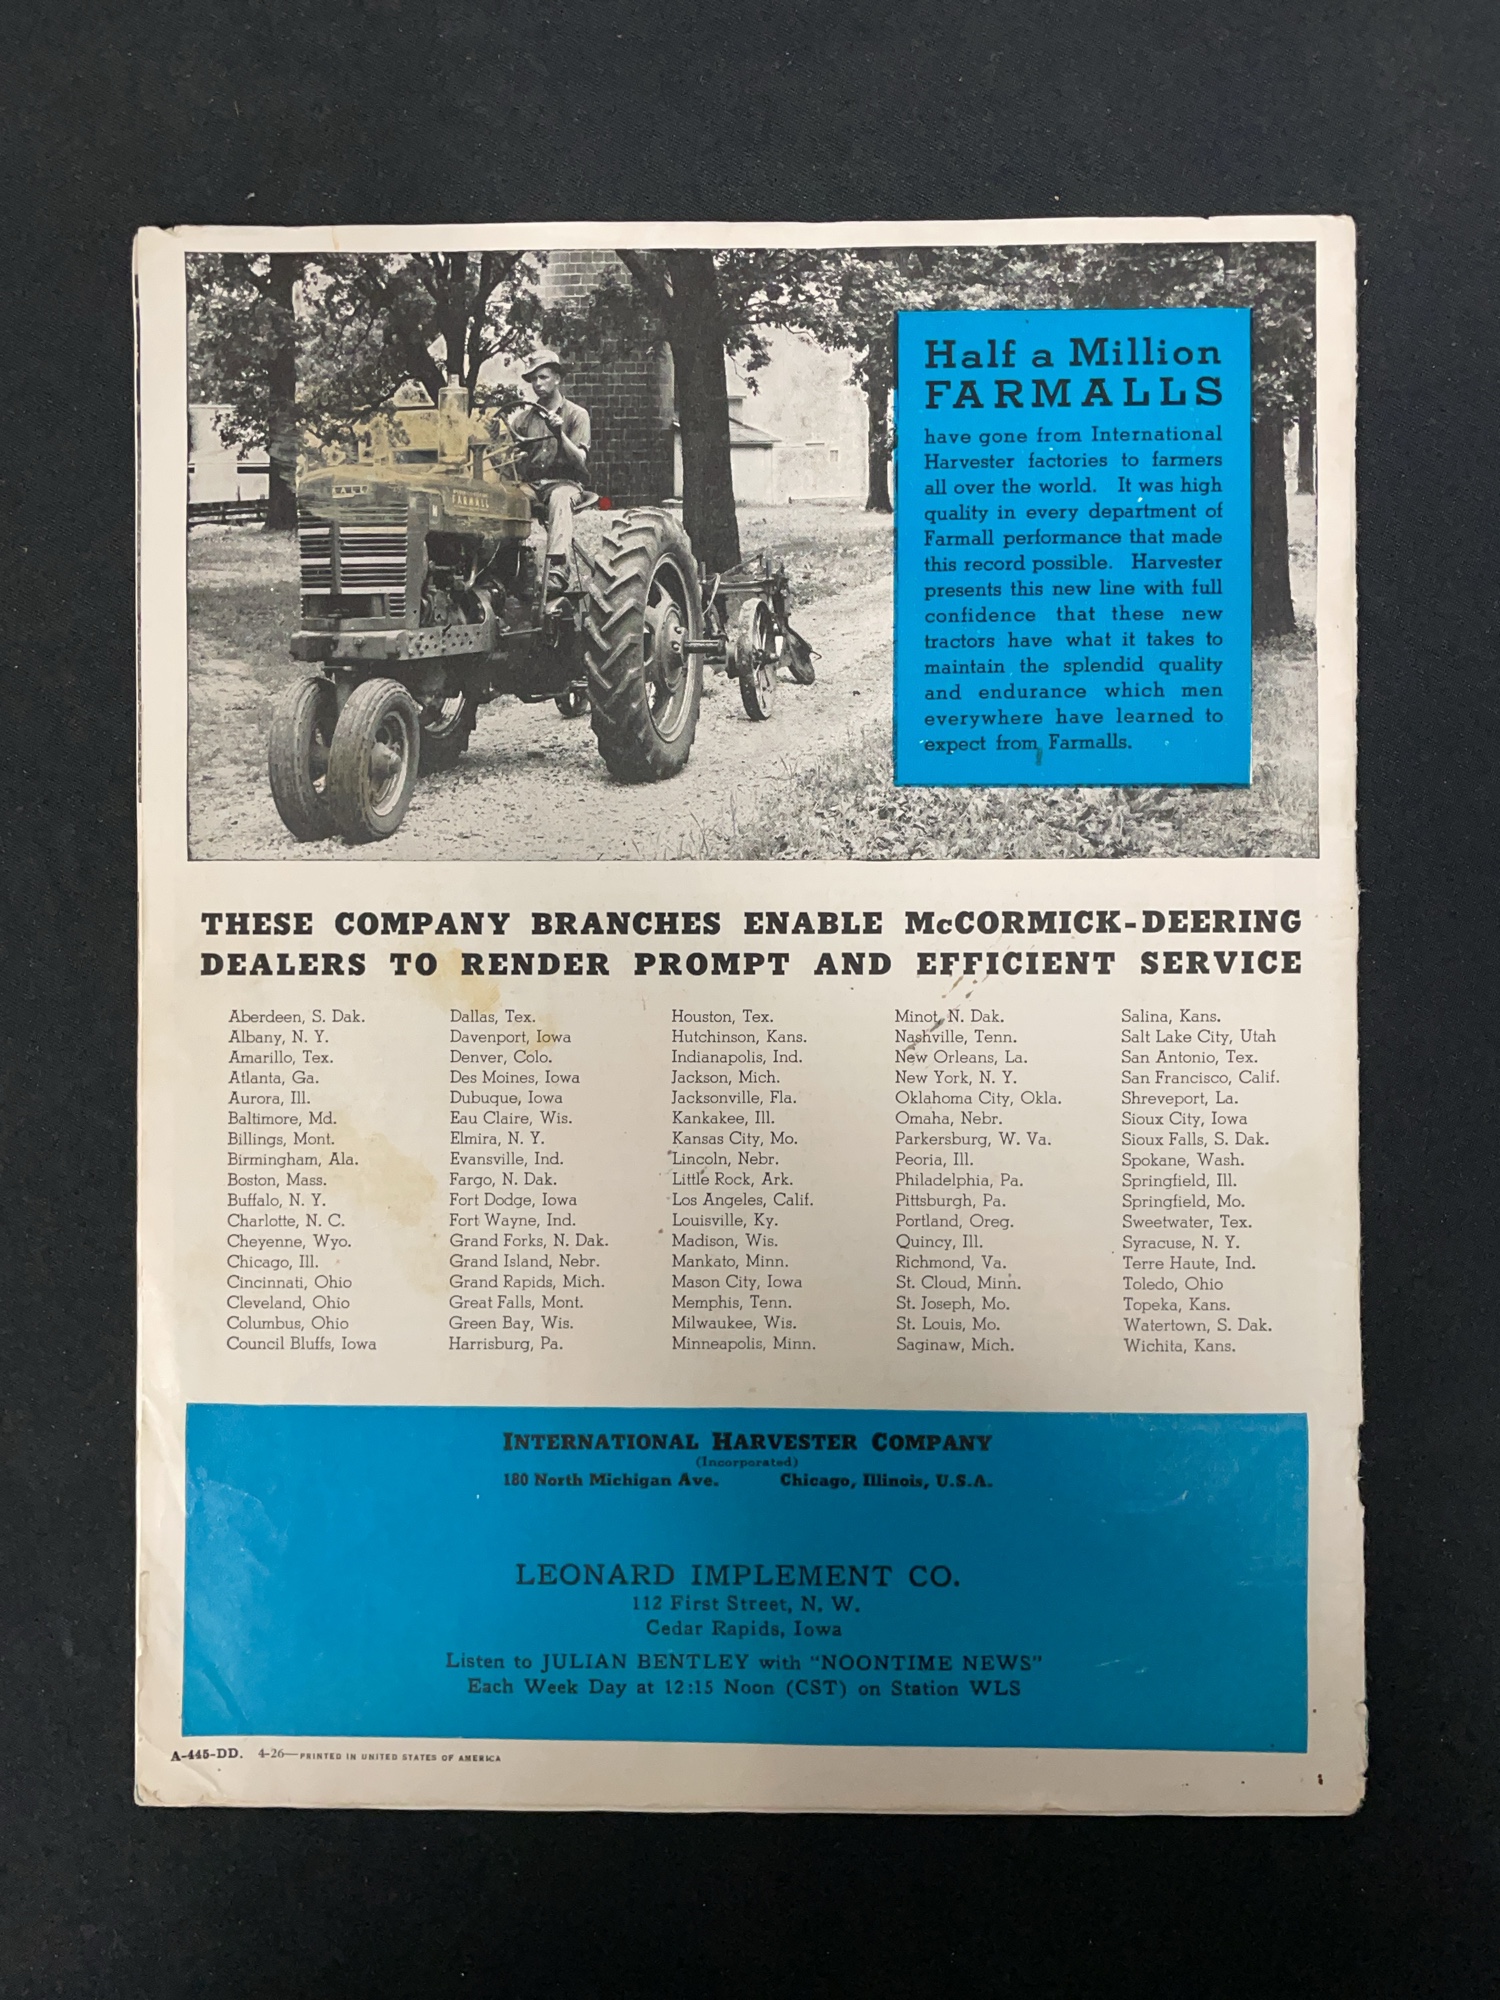 Half a Million
FARMALLS
have gone from International
Harvester factories to farmers
all over the world. It was high
quality in every department of
Farmall performance that made
this record possible. Harvester
presents this new line with full
confidence that these new
tractors have what it takes to
maintain the splendid quality
and endurance which men
everywhere have learned to
expect from Farmalls.
FARMALL
M
THESE COMPANY BRANCHES ENABLE McCORMICK-DEERING
DEALERS TO RENDER PROMPT AND EFFICIENT SERVICE
Aberdeen, S. Dak.
Albany, N. Y.
Amarillo, Tex.
Atlanta, Ga.
Aurora, Ill.
Baltimore, Md.
Billings, Mont.
Birmingham, Ala.
Boston, Mass.
Buffalo, N. Y.
Charlotte, N. C.
Cheyenne, Wyo.
Chicago, Ill.
Cincinnati, Ohio
Cleveland, Ohio
Columbus, Ohio
Council Bluffs, Iowa
Dallas, Tex.
Davenport, Iowa
Denver, Colo.
Des Moines, Iowa
Dubuque, Iowa
Eau Claire, Wis.
Elmira, N. Y.
Evansville, Ind.
Fargo, N. Dak.
Fort Dodge, Iowa
Fort Wayne, Ind.
Grand Forks, N. Dak.
Grand Island, Nebr.
Grand Rapids, Mich.
Great Falls, Mont.
Green Bay, Wis.
Harrisburg, Pa.
Houston, Tex.
Hutchinson, Kans.
Indianapolis, Ind.
Jackson, Mich.
Jacksonville, Fla.
Kankakee, Ill.
Kansas City, Mo.
Lincoln, Nebr.
Little Rock, Ark.
Los Angeles, Calif.
Louisville, Ky.
Madison, Wis.
Mankato, Minn.
Mason City, Iowa
Memphis, Tenn.
Milwaukee, Wis.
Minneapolis, Minn.
Minot, N. Dak.
Nashville, Tenn.
New Orleans, La.
New York, N. Y.
Oklahoma City, Okla.
Omaha, Nebr.
Parkersburg, W. Va.
Peoria, Ill.
Philadelphia, Pa.
Pittsburgh, Pa.
Portland, Oreg.
Quincy, Ill.
Richmond, Va.
St. Cloud, Minn.
St. Joseph, Mo.
St. Louis, Mo.
Saginaw, Mich.
Salina, Kans.
Salt Lake City, Utah
San Antonio, Tex.
San Francisco, Calif.
Shreveport, La.
Sioux City, Iowa
Sioux Falls, S. Dak.
Spokane, Wash.
Springfield, Ill.
Springfield, Mo.
Sweetwater, Tex.
Syracuse, N. Y.
Terre Haute, Ind.
Toledo, Ohio
Topeka, Kans.
Watertown, S. Dak.
Wichita, Kans.
INTERNATIONAL HARVESTER COMPANY
(Incorporated)
180 North Michigan Ave. Chicago, Illinois, U.S.A.
LEONARD IMPLEMENT CO.
112 First Street, N. W.
Cedar Rapids, Iowa
Listen to JULIAN BENTLEY with "NOONTIME NEWS"
Each Week Day at 12:15 Noon (CST) on Station WLS
A-445-DD. 4-26—PRINTED IN UNITED STATES OF AMERICA